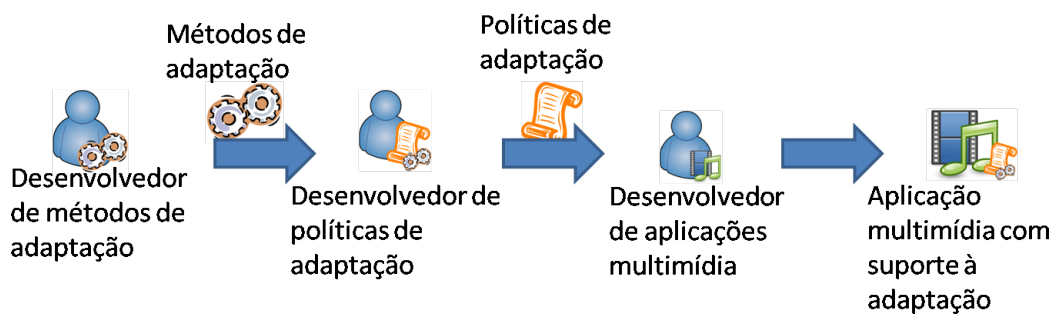 Métodos de
adaptação
Políticas de
adaptação
Desenvolvedor
de métodos de
adaptação
Desenvolvedor de
políticas de
adaptação
Desenvolvedor
de aplicações
multimídia
Aplicação
multimídia com
suporte à
adaptação